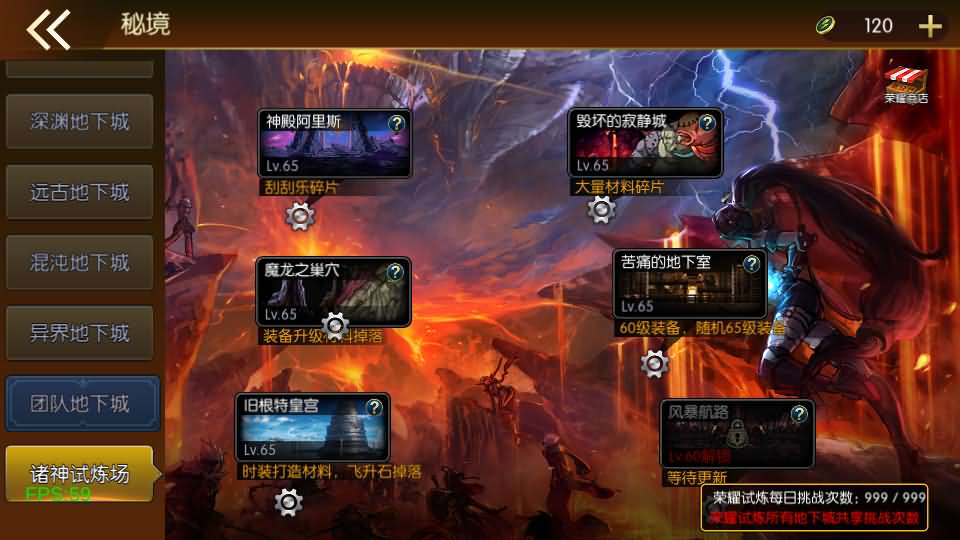 秘境
120
荣耀商店
深渊地下城
远古地下城
混沌地下城
异界地下城
团队地下城
诸神试炼场
FPS:59
神殿阿里斯
Lv.65
刮刮乐碎片
毁坏的寂静城
Lv.65
大量材料碎片
魔龙之巢穴
Lv.65
装备升级材料掉落
苦痛的地下室
Lv.65
60级装备，随机65级装备
旧根特皇宫
Lv.65
时装打造材料，飞升石掉落
风暴航路
Lv.60解锁
等待更新
荣耀试炼每日挑战次数：999 / 999
荣耀试炼所有地下城共享挑战次数